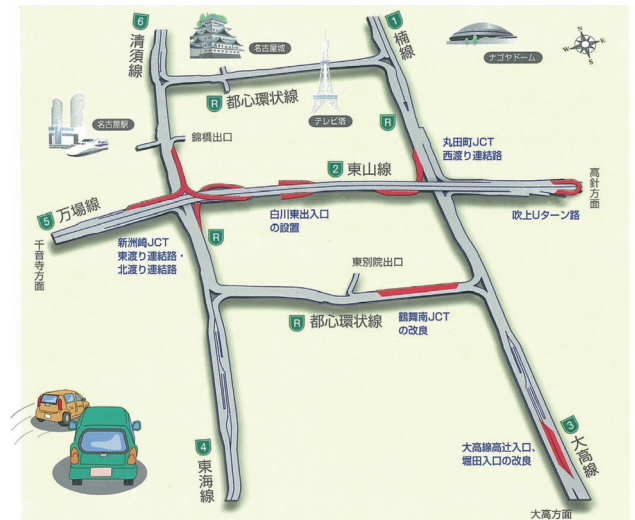 6
清須線
名古屋城
1
楠線
ナゴヤドーム
N
W
E
S
R
都心環状線
テレビ塔
R
名古屋駅
錦橋出口
丸田町JCT
西渡り連結路
2
東山線
高針方面
5
万場線
千音寺方面
白川東出入口
の設置
吹上Uターン路
新洲崎JCT
東渡り連結路・
北渡り連結路
R
東別院出口
R
都心環状線
鶴舞南JCT
の改良
4
東海線
3
大高線
大高線高辻入口、
堀田入口の改良
大高方面